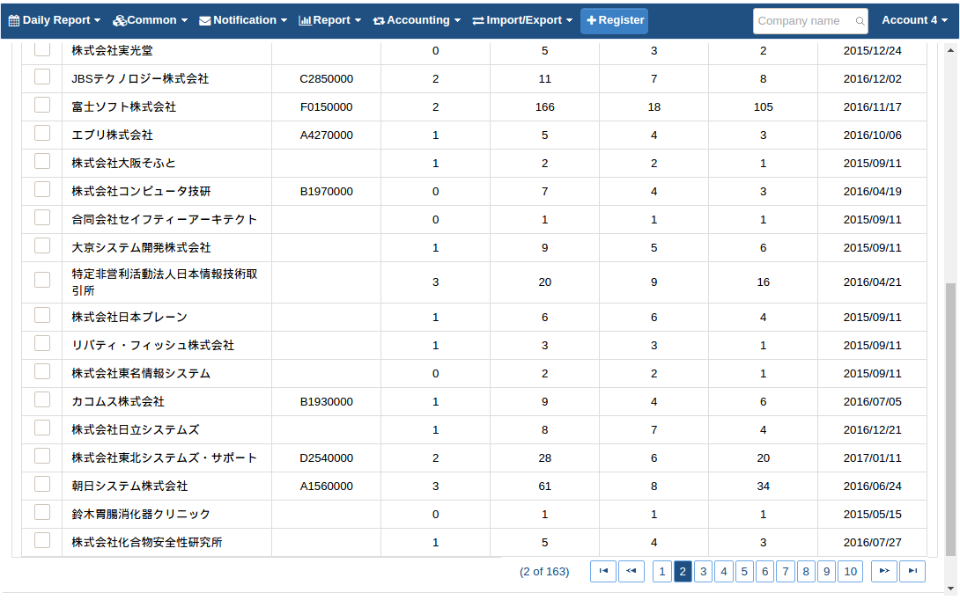 Daily Report Common Notification Report Accounting Import/Export Register Company name Account 4
株式会社実光堂 0 5 3 2 2015/12/24
JBSテクノロジー株式会社 C2850000 2 11 7 8 2016/12/02
富士ソフト株式会社 F0150000 2 166 18 105 2016/11/17
エプリ株式会社 A4270000 1 5 4 3 2016/10/06
株式会社大阪そふと 1 2 2 1 2015/09/11
株式会社コンピュータ技研 B1970000 0 7 4 3 2016/04/19
合同会社セイフティーアーキテクト 0 1 1 1 2015/09/11
大京システム開発株式会社 1 9 5 6 2015/09/11
特定非営利活動法人日本情報技術取
引所 3 20 9 16 2016/04/21
株式会社日本ブレーン 1 6 6 4 2015/09/11
リバティ・フィッシュ株式会社 1 3 3 1 2015/09/11
株式会社東名情報システム 0 2 2 1 2015/09/11
カコムス株式会社 B1930000 1 9 4 6 2016/07/05
株式会社日立システムズ 1 8 7 4 2016/12/21
株式会社東北システムズ・サポート D2540000 2 28 6 20 2017/01/11
朝日システム株式会社 A1560000 3 61 8 34 2016/06/24
鈴木胃腸消化器クリニック 0 1 1 1 2015/05/15
株式会社化合物安全性研究所 1 5 4 3 2016/07/27
(2 of 163) 1 2 3 4 5 6 7 8 9 10